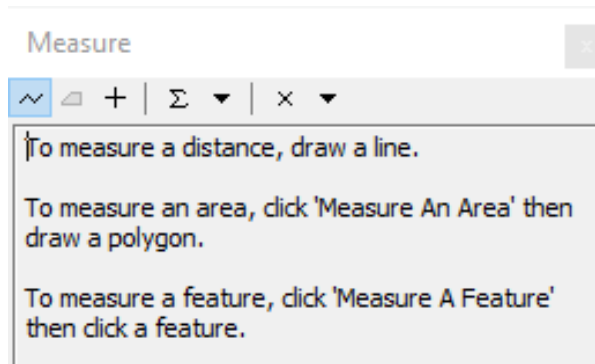 Measure
Σ
To measure a distance, draw a line.
To measure an area, click 'Measure An Area' then
draw a polygon.
To measure a feature, click 'Measure A Feature'
then click a feature.